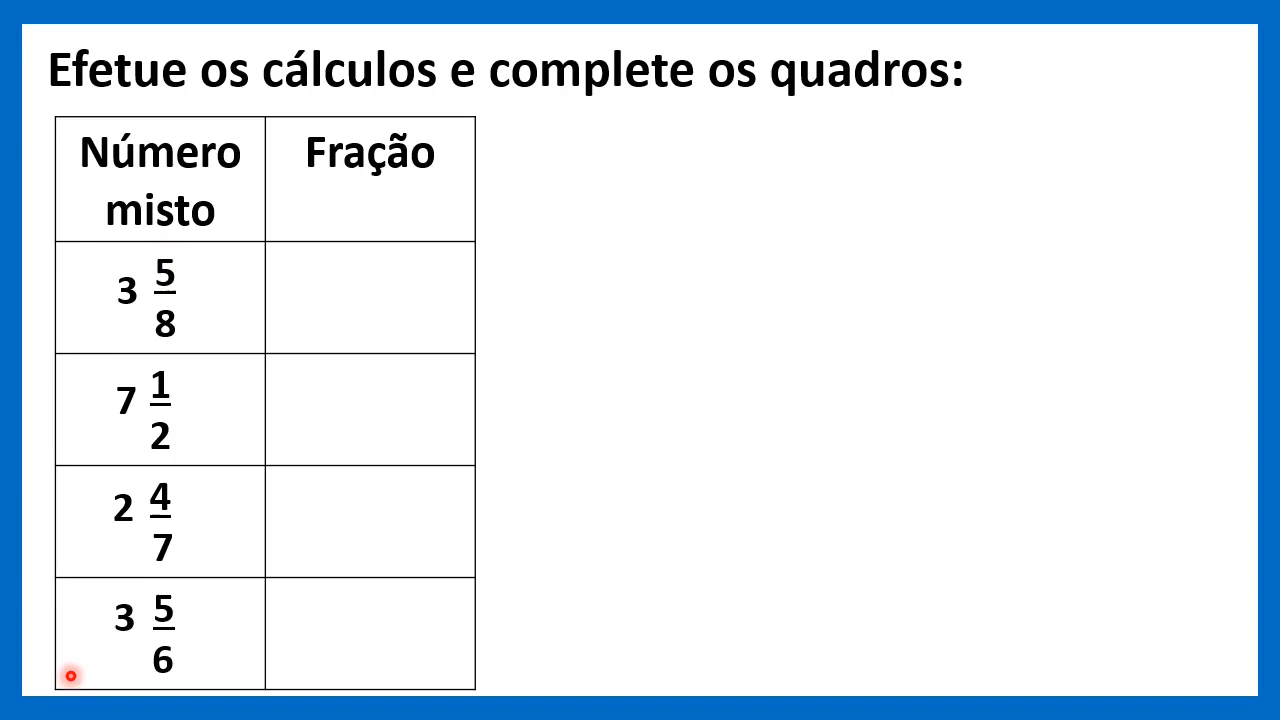 Efetue os cálculos e complete os quadros:
Número
misto
Fração
3 5/8
7 1/2
2 4/7
3 5/6